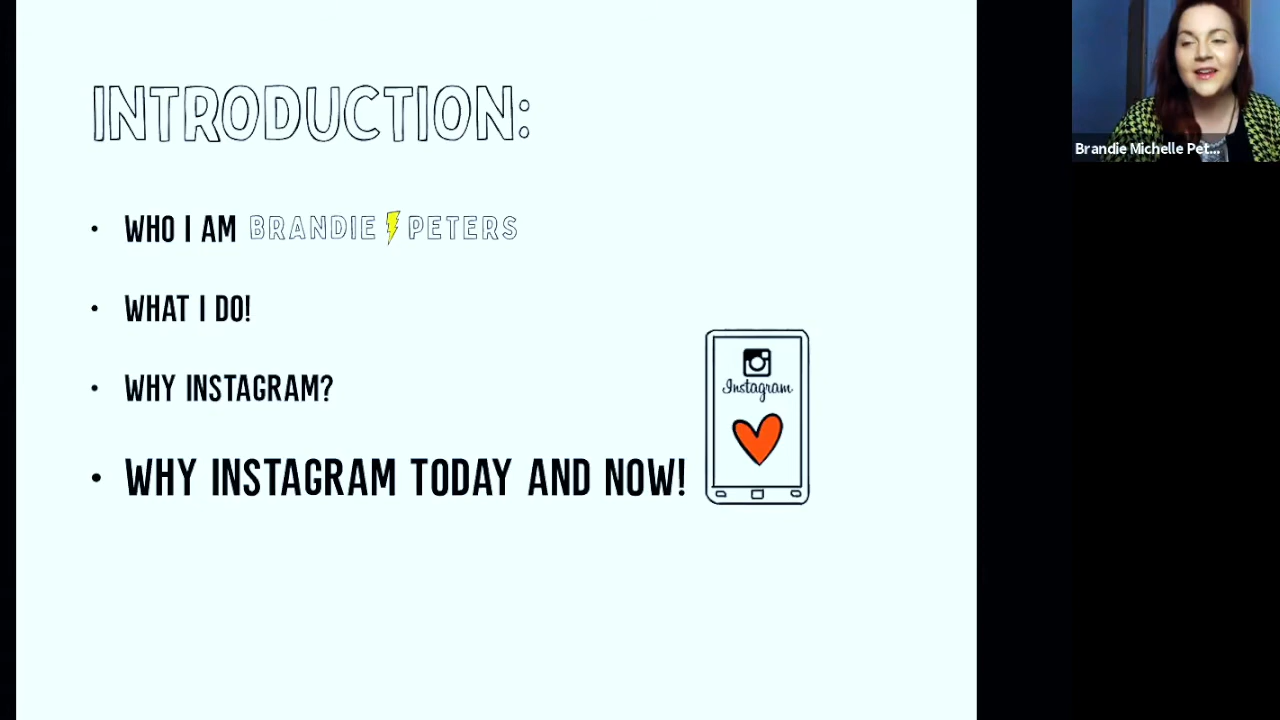 INTRODUCTION:
• WHO I AM BRANDIE PETERS
• WHAT I DO!
• WHY INSTAGRAM?
• WHY INSTAGRAM TODAY AND NOW!
Instagram
Brandie Michelle Pet...